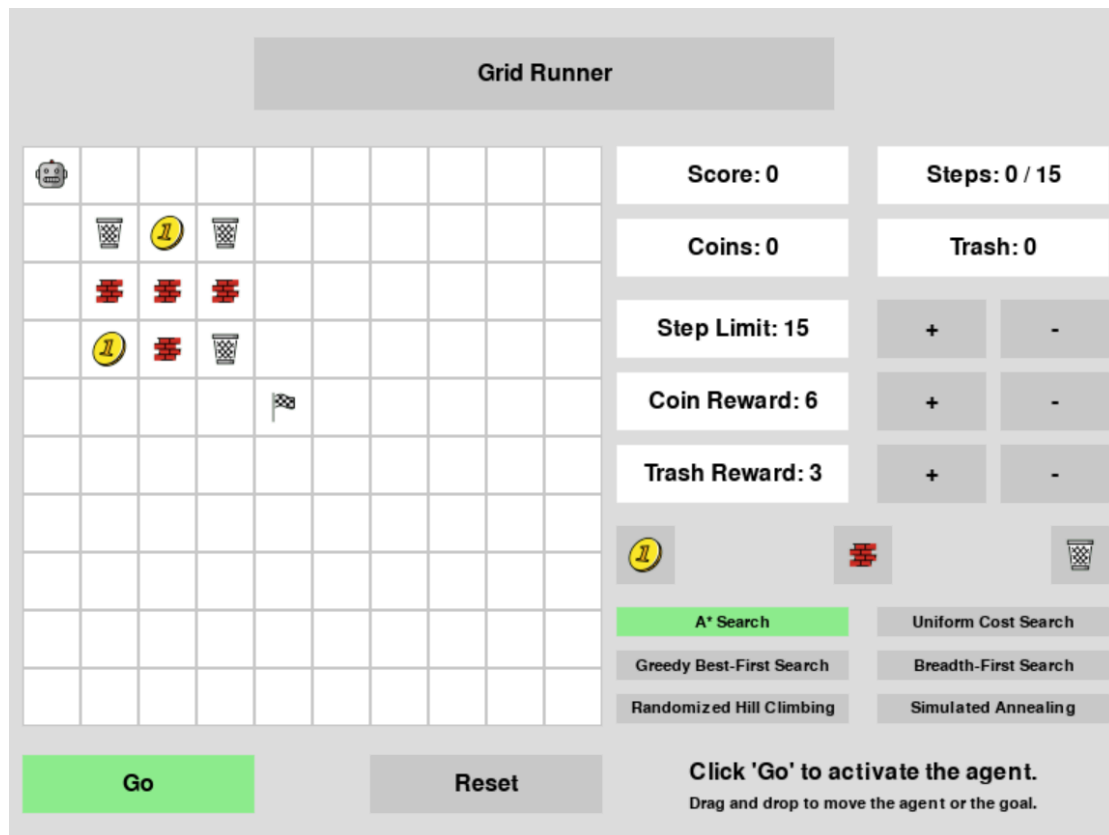 Grid Runner
Score: 0
Steps: 0 / 15
Coins: 0
Trash: 0
Step Limit: 15
+
-
Coin Reward: 6
+
-
Trash Reward: 3
+
-
A* Search
Uniform Cost Search
Greedy Best-First Search
Breadth-First Search
Randomized Hill Climbing
Simulated Annealing
Go
Reset
Click 'Go' to activate the agent.
Drag and drop to move the agent or the goal.